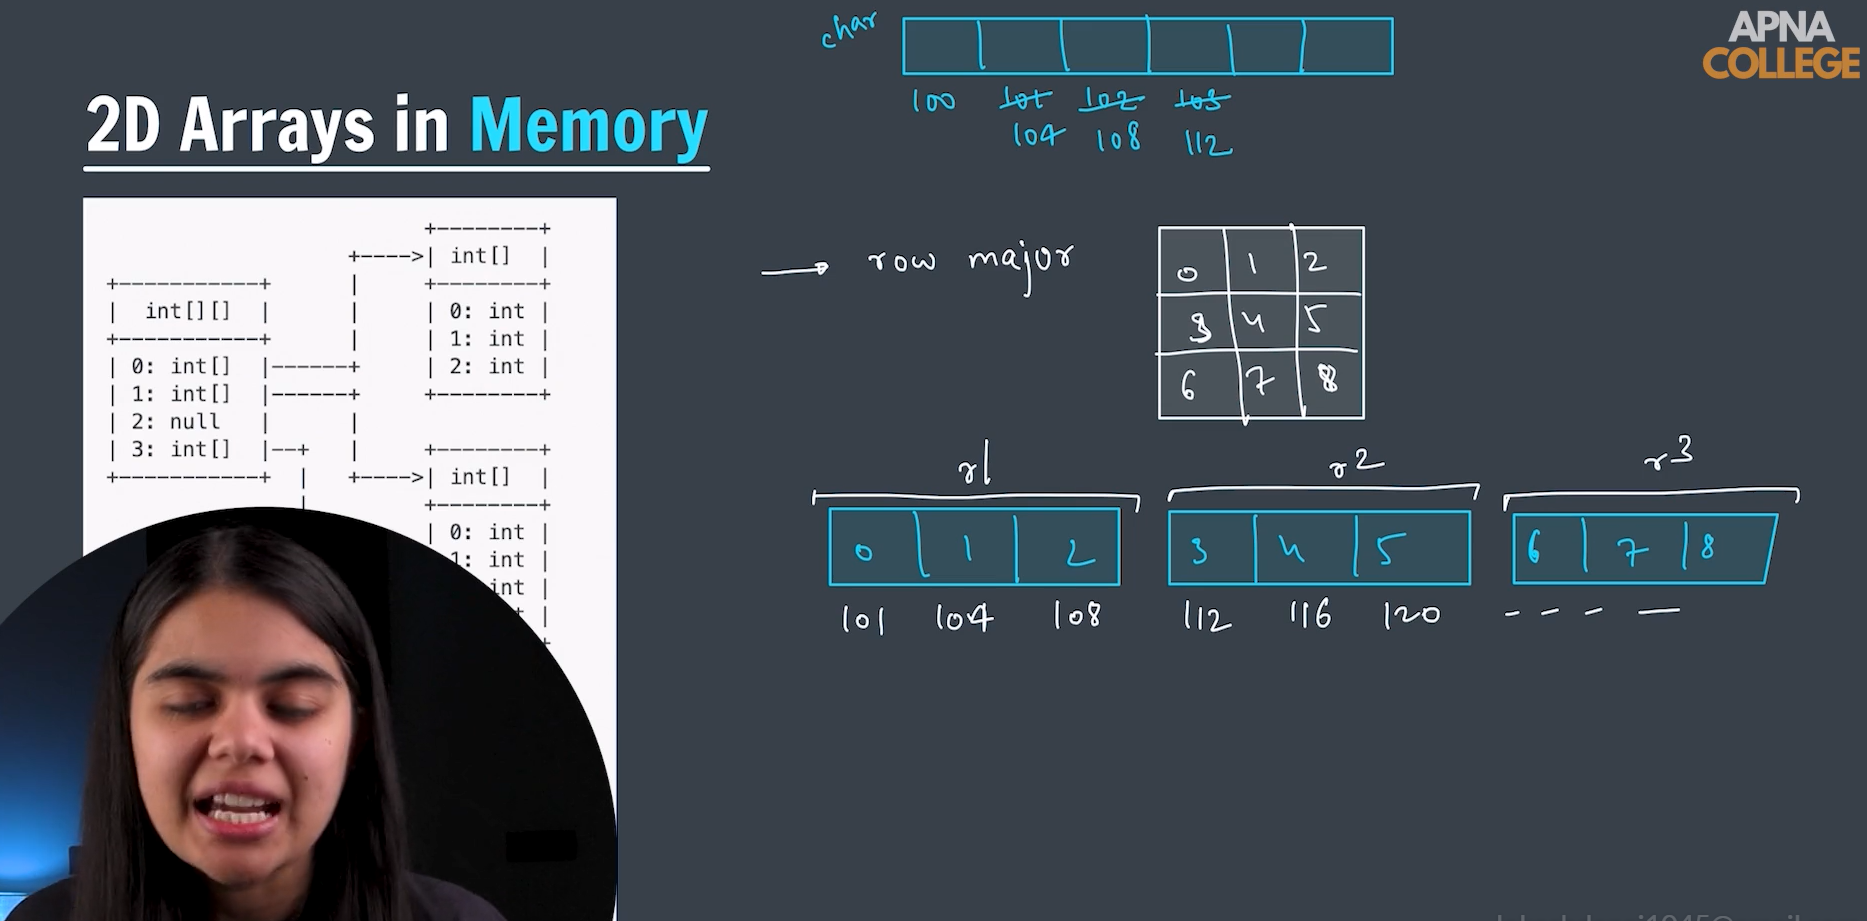 APNA
COLLEGE
char
100 101 102 103
104 108 112
2D Arrays in Memory
+--------+
+---->| int[] |
+-----------+ | +--------+
| int[][] | | | 0: int |
+-----------+ | | 1: int |
| 0: int[] |------+ | 2: int |
| 1: int[] |------+ +--------+
| 2: null | |
| 3: int[] |--+ | +--------+
+-----------+ | +---->| int[] |
| +--------+
| 0: int |
1: int |
int |
|
+
→ row major
0 1 2
3 4 5
6 7 8
r1 r2 r3
0 1 2 3 4 5 6 7 8
101 104 108 112 116 120 - - - —